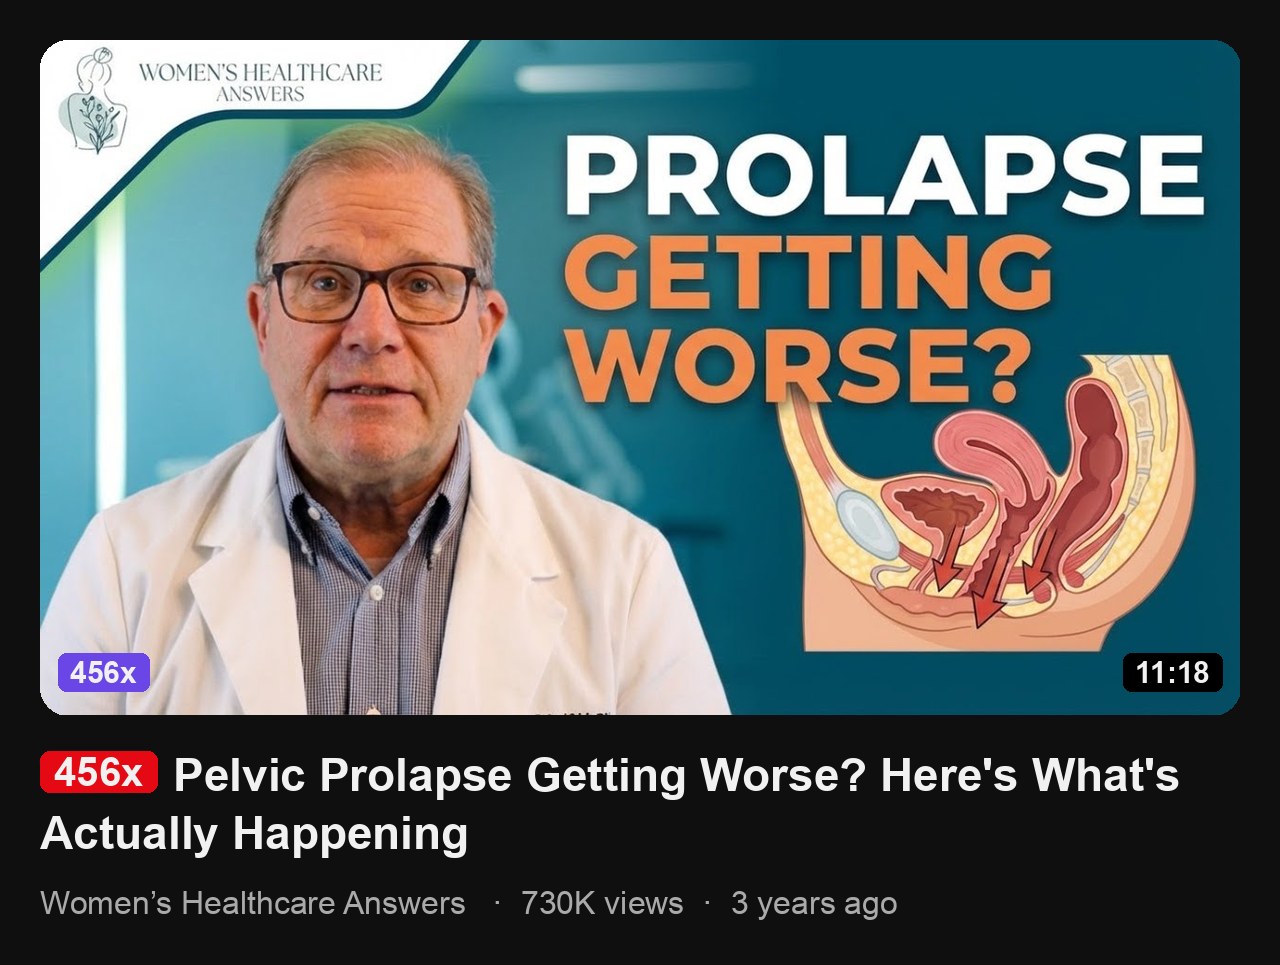 WOMEN'S HEALTHCARE
ANSWERS
PROLAPSE
GETTING
WORSE?
456x
11:18
456x Pelvic Prolapse Getting Worse? Here's What's
Actually Happening
Women’s Healthcare Answers · 730K views · 3 years ago